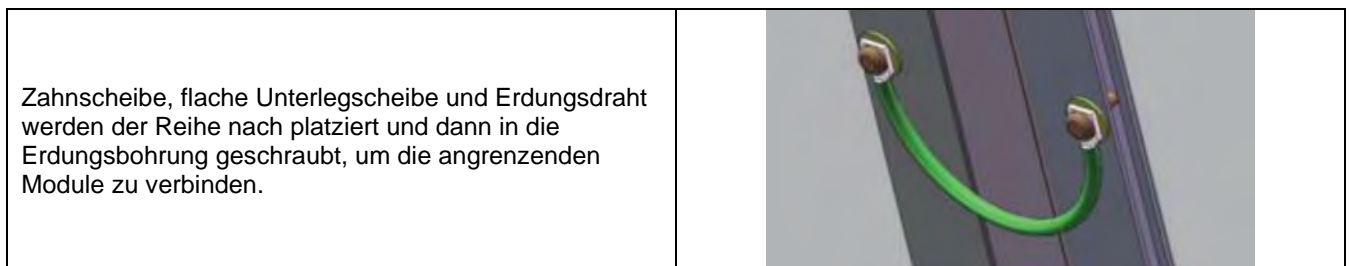 Zahnscheibe, flache Unterlegscheibe und Erdungsdraht
werden der Reihe nach platziert und dann in die
Erdungsbohrung geschraubt, um die angrenzenden
Module zu verbinden.